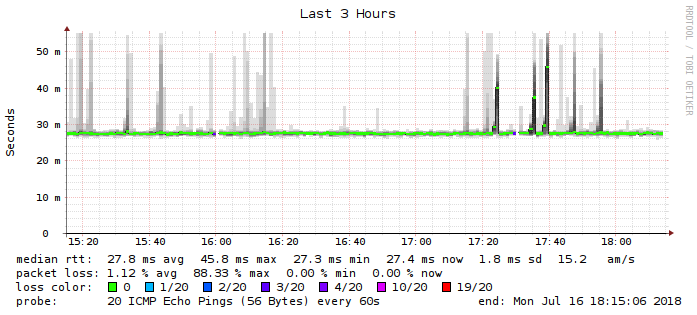 Last 3 Hours
RRDTOOL / TOBI OETIKER
Seconds
50 m
40 m
30 m
20 m
10 m
0
15:20 15:40 16:00 16:20 16:40 17:00 17:20 17:40 18:00
median rtt: 27.8 ms avg 45.8 ms max 27.3 ms min 27.4 ms now 1.8 ms sd 15.2 am/s
packet loss: 1.12 % avg 88.33 % max 0.00 % min 0.00 % now
loss color: 0 1/20 2/20 3/20 4/20 10/20 19/20
probe: 20 ICMP Echo Pings (56 Bytes) every 60s end: Mon Jul 16 18:15:06 2018